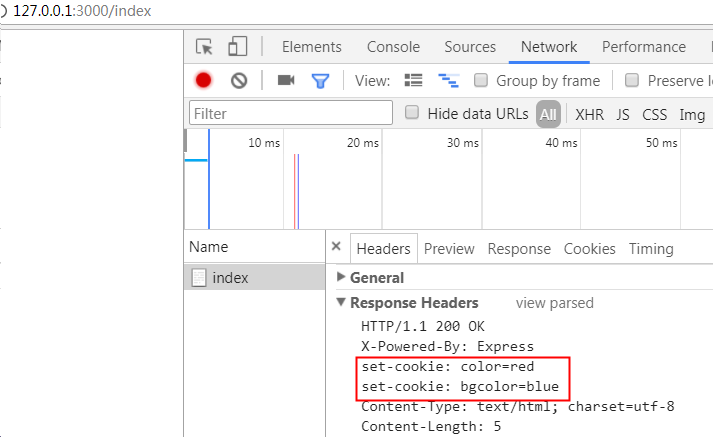 127.0.0.1:3000/index
Elements Console Sources Network Performance
View: Group by frame Preserve lo
Filter Hide data URLs All XHR JS CSS Img
10 ms 20 ms 30 ms 40 ms 50 ms
Name × Headers Preview Response Cookies Timing
index
▶ General
▼ Response Headers view parsed
HTTP/1.1 200 OK
X-Powered-By: Express
set-cookie: color=red
set-cookie: bgcolor=blue
Content-Type: text/html; charset=utf-8
Content-Length: 5